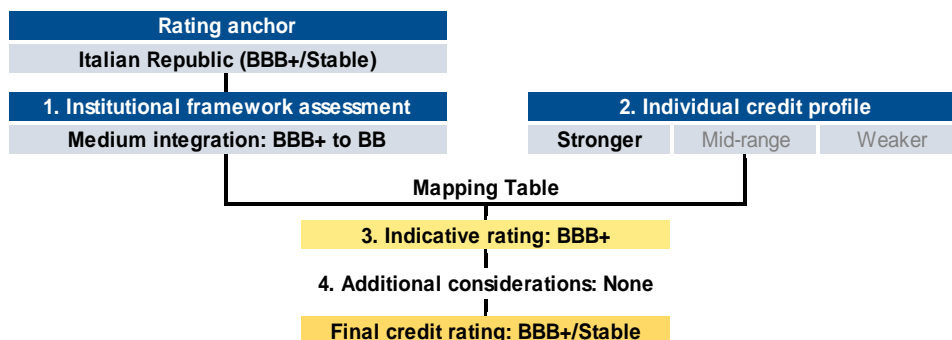 Rating anchor
Italian Republic (BBB+/Stable)
1. Institutional framework assessment
Medium integration: BBB+ to BB
2. Individual credit profile
Stronger Mid-range Weaker
Mapping Table
3. Indicative rating: BBB+
4. Additional considerations: None
Final credit rating: BBB+/Stable